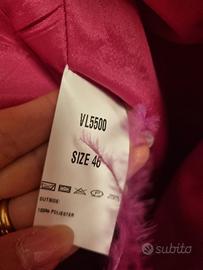 VL5500
SIZE 46
OUTSIDE:
100% POLYESTER
subito